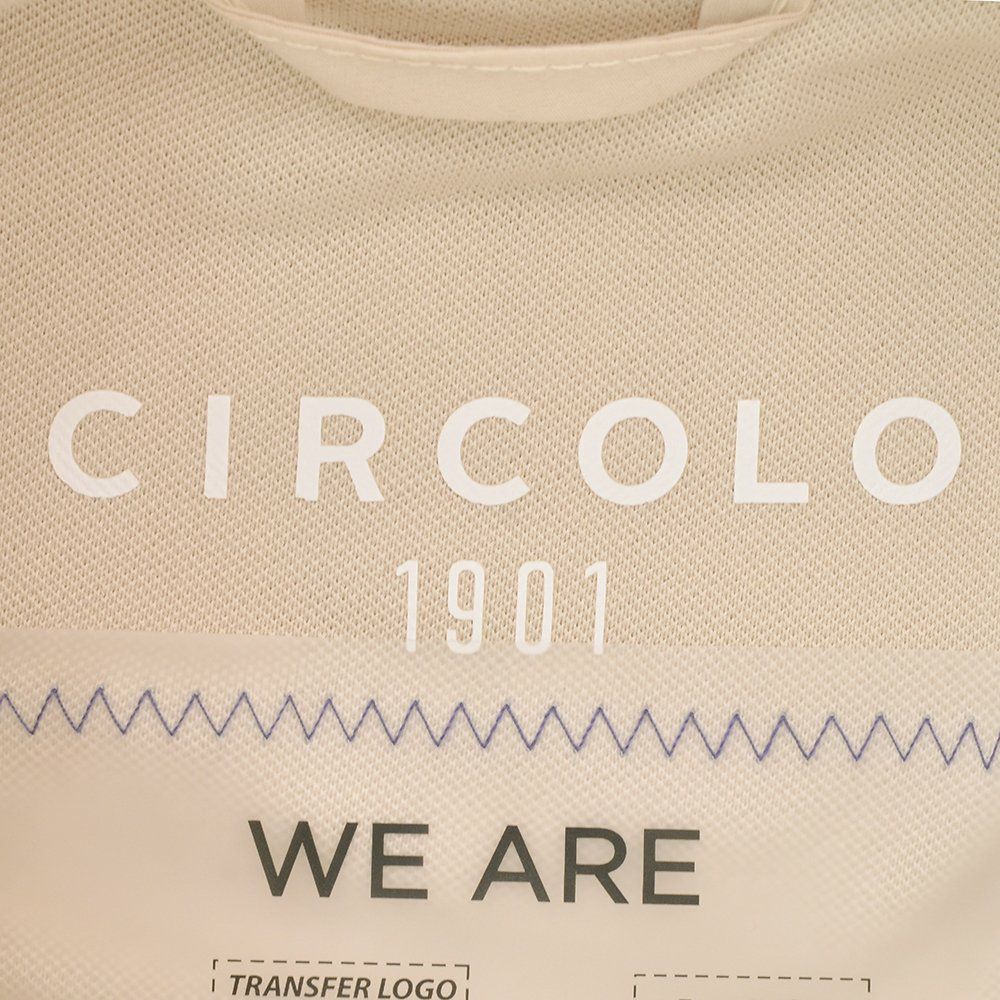 CIRCOLO
1901
WE ARE
TRANSFER LOGO